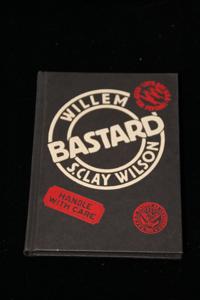 WILLEM
BASTARD
S. CLAY WILSON
HANDLE
WITH CARE